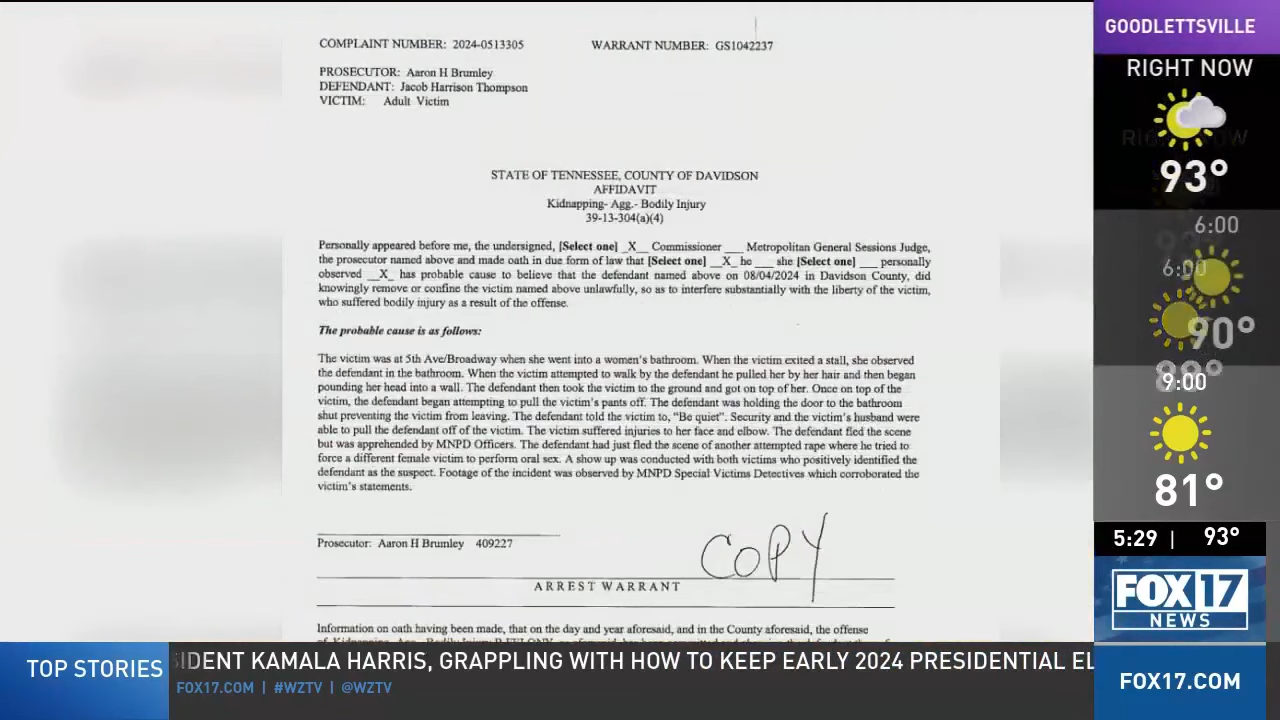 COMPLAINT NUMBER: 2024-0513305
WARRANT NUMBER: GS1042237
PROSECUTOR: Aaron H Brumley
DEFENDANT: Jacob Harrison Thompson
VICTIM: Adult Victim
STATE OF TENNESSEE, COUNTY OF DAVIDSON
AFFIDAVIT
Kidnapping- Agg.- Bodily Injury
39-13-304(a)(4)
Personally appeared before me, the undersigned, [Select one] _X_ Commissioner ___ Metropolitan General Sessions Judge,
the prosecutor named above and made oath in due form of law that [Select one] __X_ he ___ she [Select one] ___ personally
observed __X_ has probable cause to believe that the defendant named above on 08/04/2024 in Davidson County, did
knowingly remove or confine the victim named above unlawfully, so as to interfere substantially with the liberty of the victim,
who suffered bodily injury as a result of the offense.
The probable cause is as follows:
The victim was at 5th Ave/Broadway when she went into a women's bathroom. When the victim exited a stall, she observed
the defendant in the bathroom. When the victim attempted to walk by the defendant he pulled her by her hair and then began
pounding her head into a wall. The defendant then took the victim to the ground and got on top of her. Once on top of the
victim, the defendant began attempting to pull the victim's pants off. The defendant was holding the door to the bathroom
shut preventing the victim from leaving. The defendant told the victim to, "Be quiet". Security and the victim's husband were
able to pull the defendant off of the victim. The victim suffered injuries to her face and elbow. The defendant fled the scene
but was apprehended by MNPD Officers. The defendant had just fled the scene of another attempted rape where he tried to
force a different female victim to perform oral sex. A show up was conducted with both victims who positively identified the
defendant as the suspect. Footage of the incident was observed by MNPD Special Victims Detectives which corroborated the
victim's statements.
Prosecutor: Aaron H Brumley 409227
COPY
ARREST WARRANT
Information on oath having been made, that on the day and year aforesaid, and in the County aforesaid, the offense
GOODLETTSVILLE
RIGHT NOW
93°
6:00
90°
9:00
81°
5:29 | 93°
FOX 17
NEWS
FOX17.COM
TOP STORIES
IDENT KAMALA HARRIS, GRAPPLING WITH HOW TO KEEP EARLY 2024 PRESIDENTIAL EL
FOX17.COM | #WZTV | @WZTV